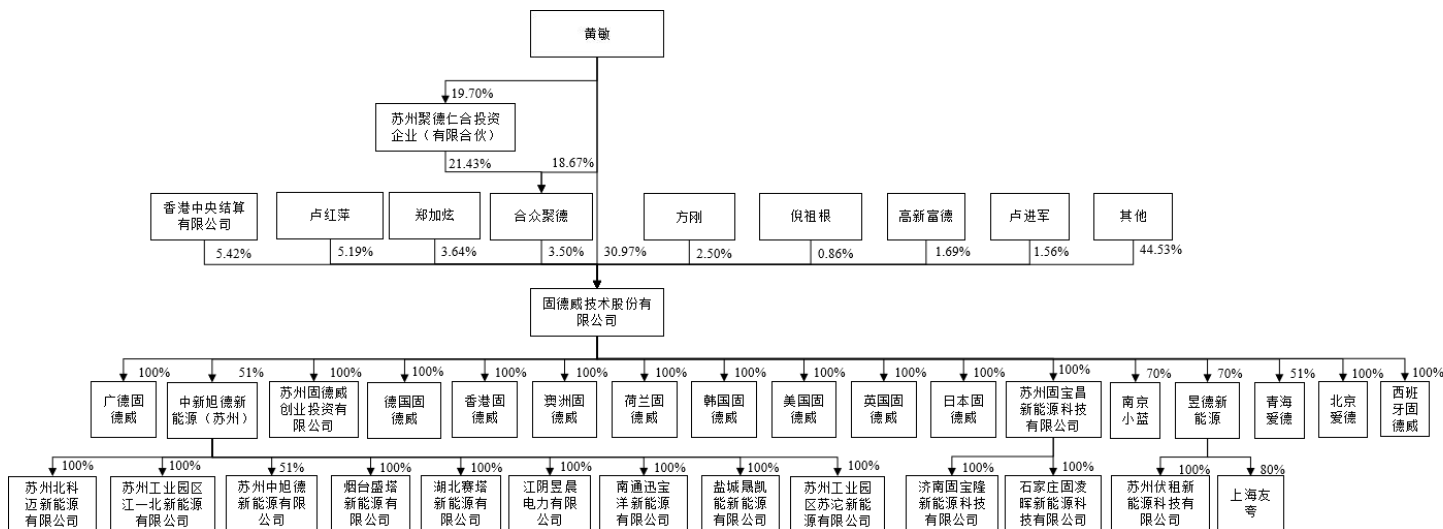 黄敏
19.70%
苏州聚德仁合投资
企业（有限合伙）
21.43%
18.67%
香港中央结算
有限公司
卢红萍
郑加炫
合众聚德
方刚
倪祖根
高新富德
卢进军
其他
5.42%
5.19%
3.64%
3.50%
30.97%
2.50%
0.86%
1.69%
1.56%
44.53%
固德威技术股份有
限公司
100%
51%
100%
100%
100%
100%
100%
100%
100%
100%
100%
100%
70%
70%
51%
100%
100%
广德固
德威
中新旭德新
能源（苏州）
苏州固德威
创业投资有
限公司
德国固
德威
香港固
德威
澳洲固
德威
荷兰固
德威
韩国固
德威
美国固
德威
英国固
德威
日本固
德威
苏州固宝昌
新能源科技
有限公司
南京
小蓝
昱德新
能源
青海
爱德
北京
爱德
西班
牙固
德威
100%
100%
51%
100%
100%
100%
100%
100%
100%
100%
100%
100%
80%
苏州北科
迈新能源
有限公司
苏州工业园区
江一北新能源
有限公司
苏州中旭德
新能源有限
公司
烟台盛塔
新能源有
限公司
湖北赛塔
新能源有
限公司
江阴昱晨
电力有限
公司
南通迅宝
洋新能源
有限公司
盐城晟凯
能新能源
有限公司
苏州工业园
区苏沱新能
源有限公司
济南固宝隆
新能源科技
有限公司
石家庄固凌
晖新能源科
技有限公司
苏州伏租新
能源科技有
限公司
上海友
夸